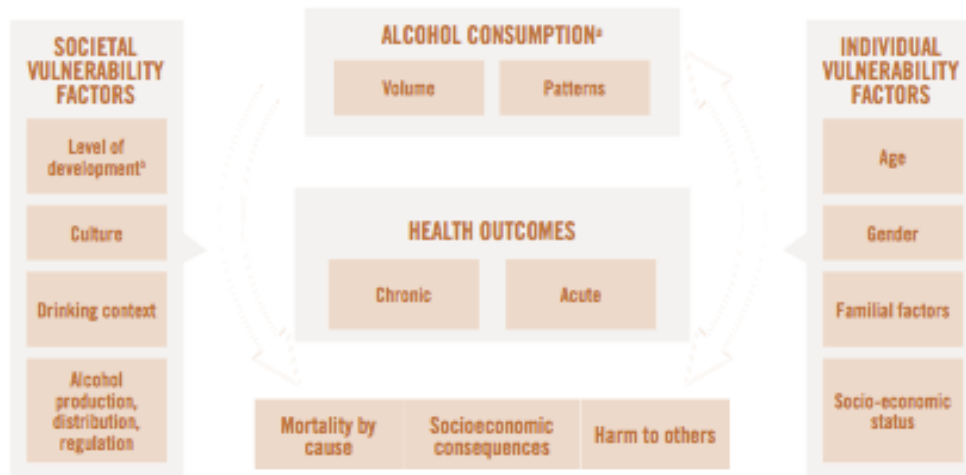 SOCIETAL
VULNERABILITY
FACTORS
Level of
developmentᵇ
Culture
Drinking context
Alcohol
production,
distribution,
regulation
ALCOHOL CONSUMPTIONᵃ
Volume
Patterns
HEALTH OUTCOMES
Chronic
Acute
Mortality by
cause
Socioeconomic
consequences
Harm to others
INDIVIDUAL
VULNERABILITY
FACTORS
Age
Gender
Familial factors
Socio-economic
status